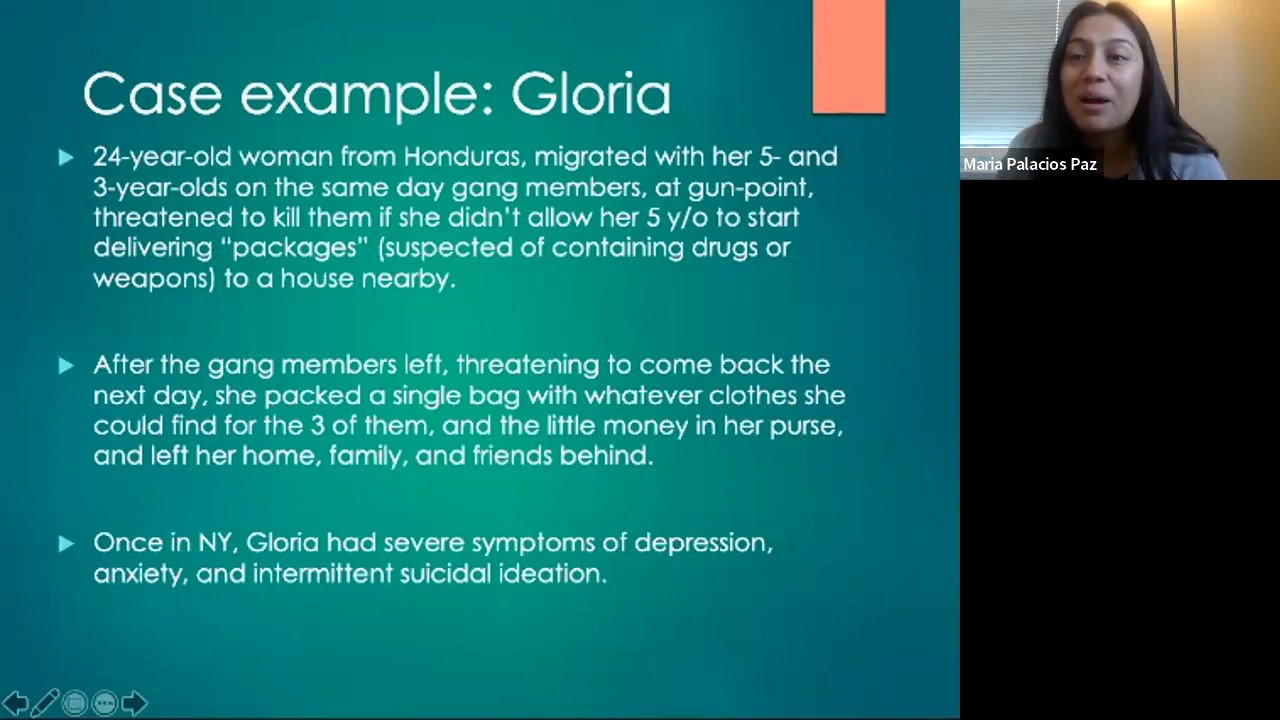 Case example: Gloria
24-year-old woman from Honduras, migrated with her 5- and
3-year-olds on the same day gang members, at gun-point,
threatened to kill them if she didn't allow her 5 y/o to start
delivering “packages” (suspected of containing drugs or
weapons) to a house nearby.
After the gang members left, threatening to come back the
next day, she packed a single bag with whatever clothes she
could find for the 3 of them, and the little money in her purse,
and left her home, family, and friends behind.
Once in NY, Gloria had severe symptoms of depression,
anxiety, and intermittent suicidal ideation.
Maria Palacios Paz